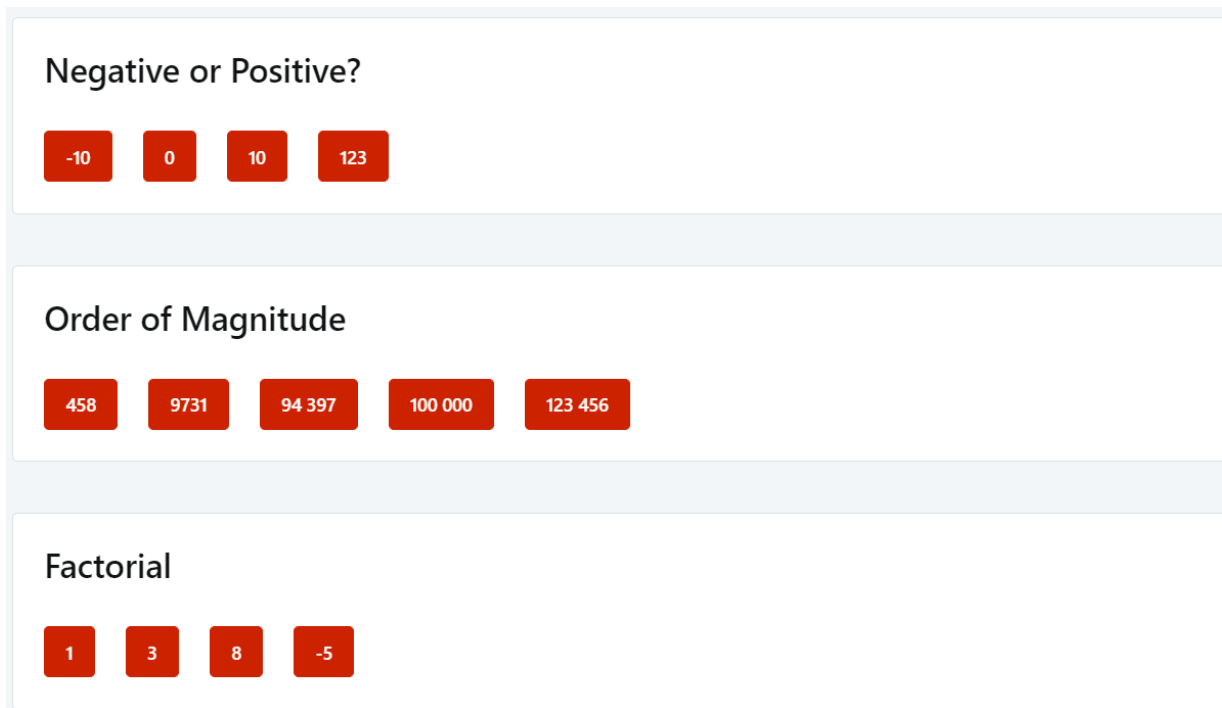 Negative or Positive?
-10 0 10 123
Order of Magnitude
458 9731 94 397 100 000 123 456
Factorial
1 3 8 -5